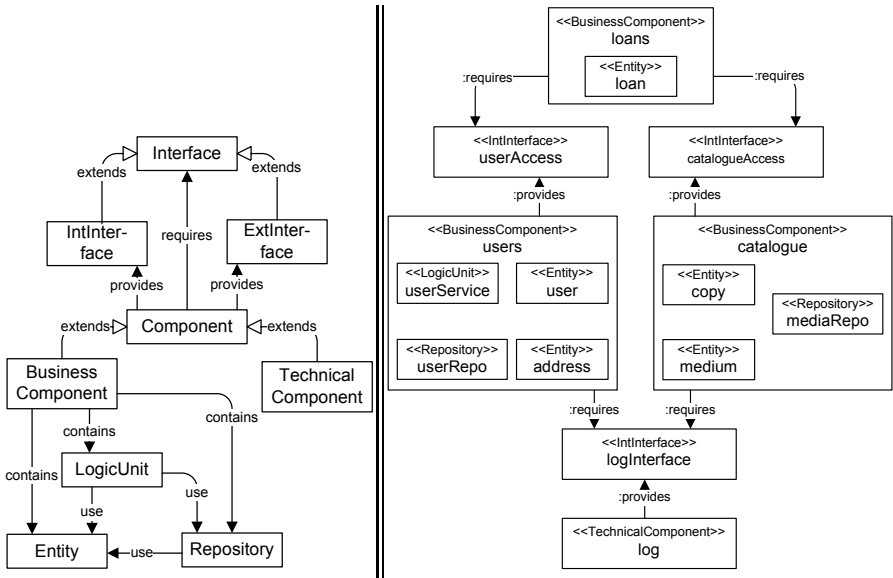 Interface
extends
extends
IntInter-
face
requires
ExtInter-
face
provides
provides
extends
Component
extends
Business
Component
Technical
Component
contains
contains
contains
LogicUnit
use
use
Entity
use
Repository
<<BusinessComponent>>
loans
<<Entity>>
loan
:requires
:requires
<<IntInterface>>
userAccess
<<IntInterface>>
catalogueAccess
:provides
:provides
<<BusinessComponent>>
users
<<LogicUnit>>
userService
<<Entity>>
user
<<Repository>>
userRepo
<<Entity>>
address
<<BusinessComponent>>
catalogue
<<Entity>>
copy
<<Repository>>
mediaRepo
<<Entity>>
medium
:requires
:requires
<<IntInterface>>
logInterface
:provides
<<TechnicalComponent>>
log